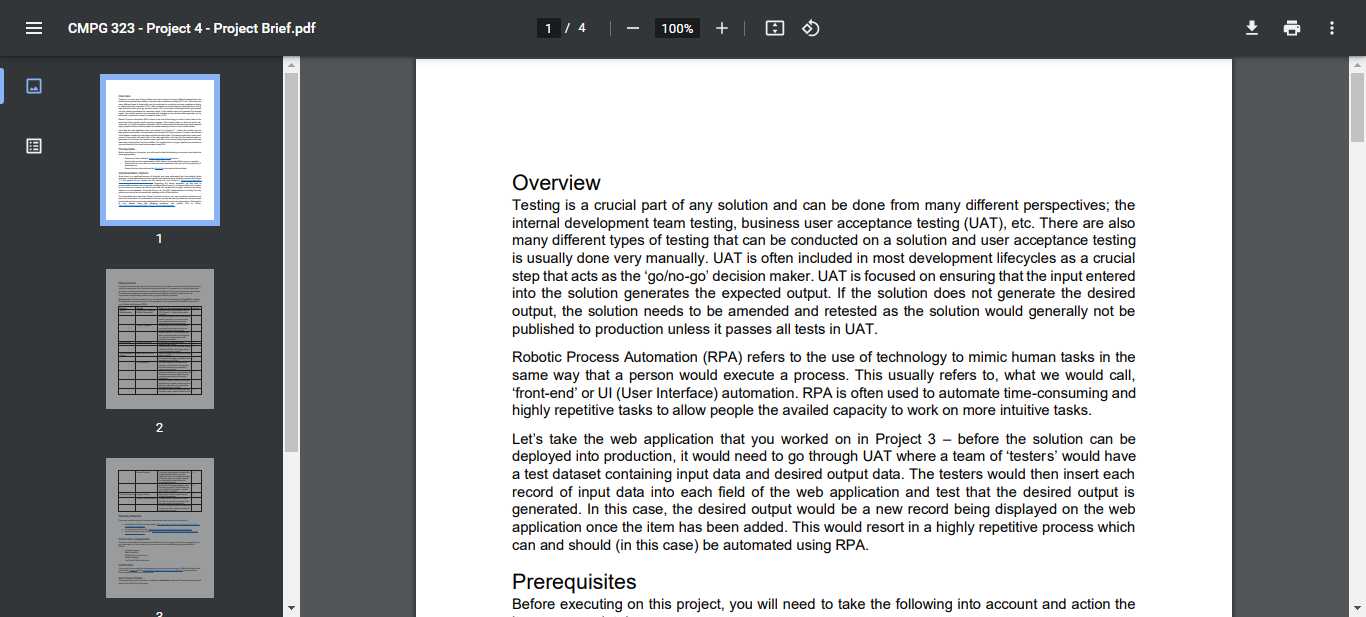 CMPG 323 - Project 4 - Project Brief.pdf
1 / 4
100%
1
2
3
Overview
Testing is a crucial part of any solution and can be done from many different perspectives; the
internal development team testing, business user acceptance testing (UAT), etc. There are also
many different types of testing that can be conducted on a solution and user acceptance testing
is usually done very manually. UAT is often included in most development lifecycles as a crucial
step that acts as the ‘go/no-go’ decision maker. UAT is focused on ensuring that the input entered
into the solution generates the expected output. If the solution does not generate the desired
output, the solution needs to be amended and retested as the solution would generally not be
published to production unless it passes all tests in UAT.
Robotic Process Automation (RPA) refers to the use of technology to mimic human tasks in the
same way that a person would execute a process. This usually refers to, what we would call,
‘front-end’ or UI (User Interface) automation. RPA is often used to automate time-consuming and
highly repetitive tasks to allow people the availed capacity to work on more intuitive tasks.
Let’s take the web application that you worked on in Project 3 – before the solution can be
deployed into production, it would need to go through UAT where a team of ‘testers’ would have
a test dataset containing input data and desired output data. The testers would then insert each
record of input data into each field of the web application and test that the desired output is
generated. In this case, the desired output would be a new record being displayed on the web
application once the item has been added. This would resort in a highly repetitive process which
can and should (in this case) be automated using RPA.
Prerequisites
Before executing on this project, you will need to take the following into account and action the